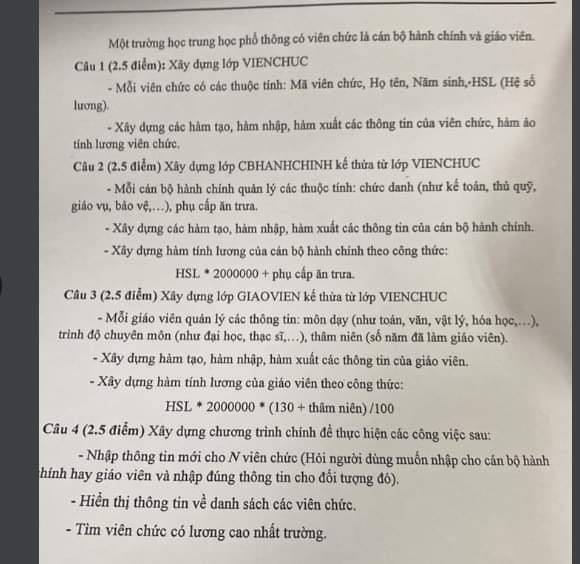 Một trường học trung học phổ thông có viên chức là cán bộ hành chính và giáo viên.
Câu 1 (2.5 điểm): Xây dựng lớp VIENCHUC
- Mỗi viên chức có các thuộc tính: Mã viên chức, Họ tên, Năm sinh, HSL (Hệ số
lương).
- Xây dựng các hàm tạo, hàm nhập, hàm xuất các thông tin của viên chức, hàm ảo
tính lương viên chức.
Câu 2 (2.5 điểm) Xây dựng lớp CBHANHCHINH kế thừa từ lớp VIENCHUC
- Mỗi cán bộ hành chính quản lý các thuộc tính: chức danh (như kế toán, thủ quỹ,
giáo vụ, bảo vệ,…), phụ cấp ăn trưa.
- Xây dựng các hàm tạo, hàm nhập, hàm xuất các thông tin của cán bộ hành chính.
- Xây dựng hàm tính lương của cán bộ hành chính theo công thức:
HSL * 2000000 + phụ cấp ăn trưa.
Câu 3 (2.5 điểm) Xây dựng lớp GIAOVIEN kế thừa từ lớp VIENCHUC
- Mỗi giáo viên quản lý các thông tin: môn dạy (như toán, văn, vật lý, hóa học,…),
trình độ chuyên môn (như đại học, thạc sĩ,…), thâm niên (số năm đã làm giáo viên).
- Xây dựng hàm tạo, hàm nhập, hàm xuất các thông tin của giáo viên.
- Xây dựng hàm tính lương của giáo viên theo công thức:
HSL * 2000000 * (130 + thâm niên) /100
Câu 4 (2.5 điểm) Xây dựng chương trình chính để thực hiện các công việc sau:
- Nhập thông tin mới cho N viên chức (Hỏi người dùng muốn nhập cho cán bộ hành
chính hay giáo viên và nhập đúng thông tin cho đối tượng đó).
- Hiển thị thông tin về danh sách các viên chức.
- Tìm viên chức có lương cao nhất trường.